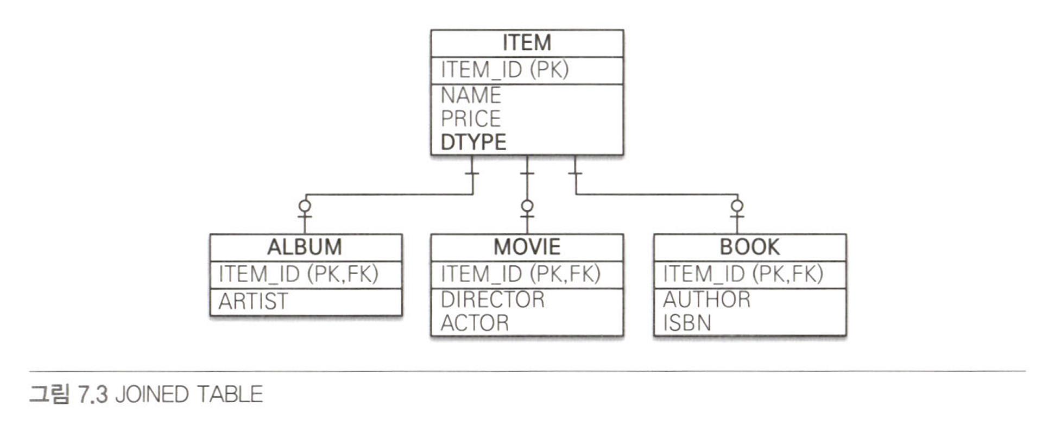 ITEM
ITEM_ID (PK)
NAME
PRICE
DTYPE
ALBUM
ITEM_ID (PK,FK)
ARTIST
MOVIE
ITEM_ID (PK,FK)
DIRECTOR
ACTOR
BOOK
ITEM_ID (PK,FK)
AUTHOR
ISBN
그림 7.3 JOINED TABLE